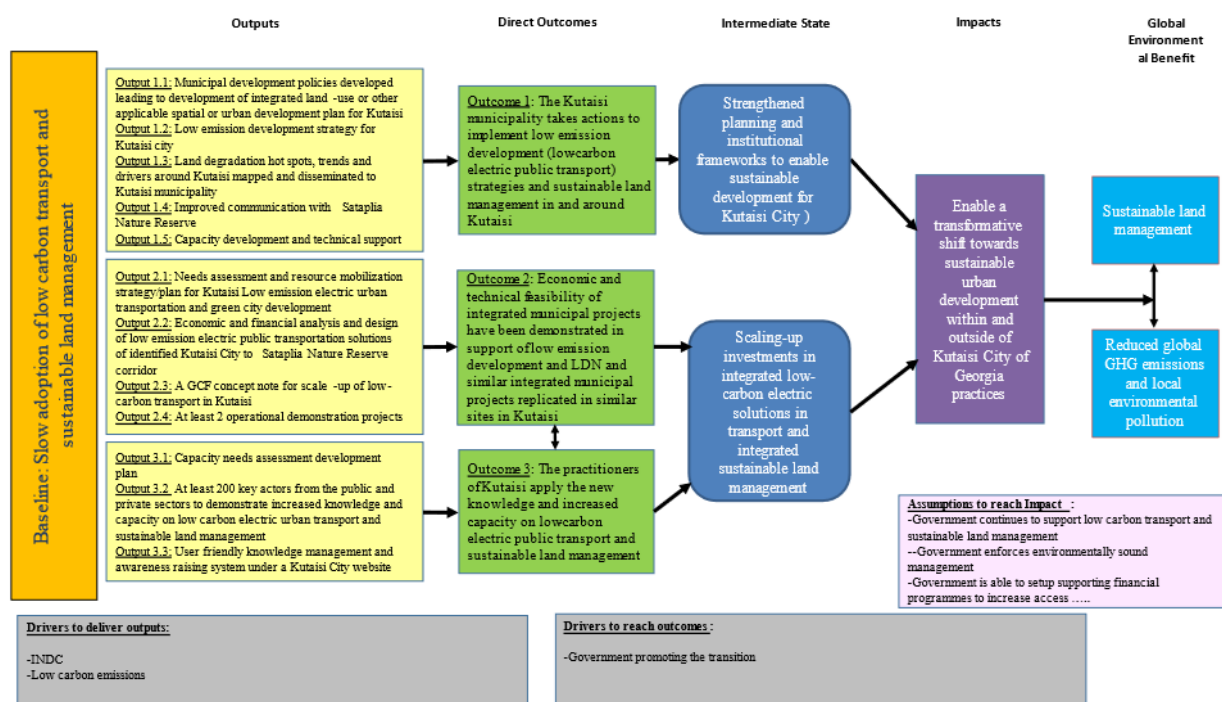 Outputs
Direct Outcomes
Intermediate State
Impacts
Global
Environment
al Benefit
Baseline: Slow adoption of low carbon transport and
sustainable land management
Output 1.1: Municipal development policies developed
leading to development of integrated land -use or other
applicable spatial or urban development plan for Kutaisi
Output 1.2: Low emission development strategy for
Kutaisi city
Output 1.3: Land degradation hot spots, trends and
drivers around Kutaisi mapped and disseminated to
Kutaisi municipality
Output 1.4: Improved communication with Sataplia
Nature Reserve
Output 1.5: Capacity development and technical support
Output 2.1: Needs assessment and resource mobilization
strategy/plan for Kutaisi Low emission electric urban
transportation and green city development
Output 2.2: Economic and financial analysis and design
of low emission electric public transportation solutions
of identified Kutaisi City to Sataplia Nature Reserve
corridor
Output 2.3: A GCF concept note for scale -up of low-
carbon transport in Kutaisi
Output 2.4: At least 2 operational demonstration projects
Output 3.1: Capacity needs assessment development
plan
Output 3.2 At least 200 key actors from the public and
private sectors to demonstrate increased knowledge and
capacity on low carbon electric urban transport and
sustainable land management
Output 3.3: User friendly knowledge management and
awareness raising system under a Kutaisi City website
Outcome 1: The Kutaisi
municipality takes actions to
implement low emission
development (lowcarbon
electric public transport)
strategies and sustainable land
management in and around
Kutaisi
Outcome 2: Economic and
technical feasibility of
integrated municipal projects
have been demonstrated in
support of low emission
development and LDN and
similar integrated municipal
projects replicated in similar
sites in Kutaisi
Outcome 3: The practitioners
of Kutaisi apply the new
knowledge and increased
capacity on lowcarbon
electric public transport and
sustainable land management
Strengthened
planning and
institutional
frameworks to enable
sustainable
development for
Kutaisi City )
Scaling-up
investments in
integrated low-
carbon electric
solutions in
transport and
integrated
sustainable land
management
Enable a
transformative
shift towards
sustainable
urban
development
within and
outside of
Kutaisi City of
Georgia
practices
Sustainable land
management
Reduced global
GHG emissions
and local
environmental
pollution
Assumptions to reach Impact :
-Government continues to support low carbon transport and
sustainable land management
--Government enforces environmentally sound
management
-Government is able to setup supporting financial
programmes to increase access …..
Drivers to deliver outputs:
-INDC
-Low carbon emissions
Drivers to reach outcomes :
-Government promoting the transition